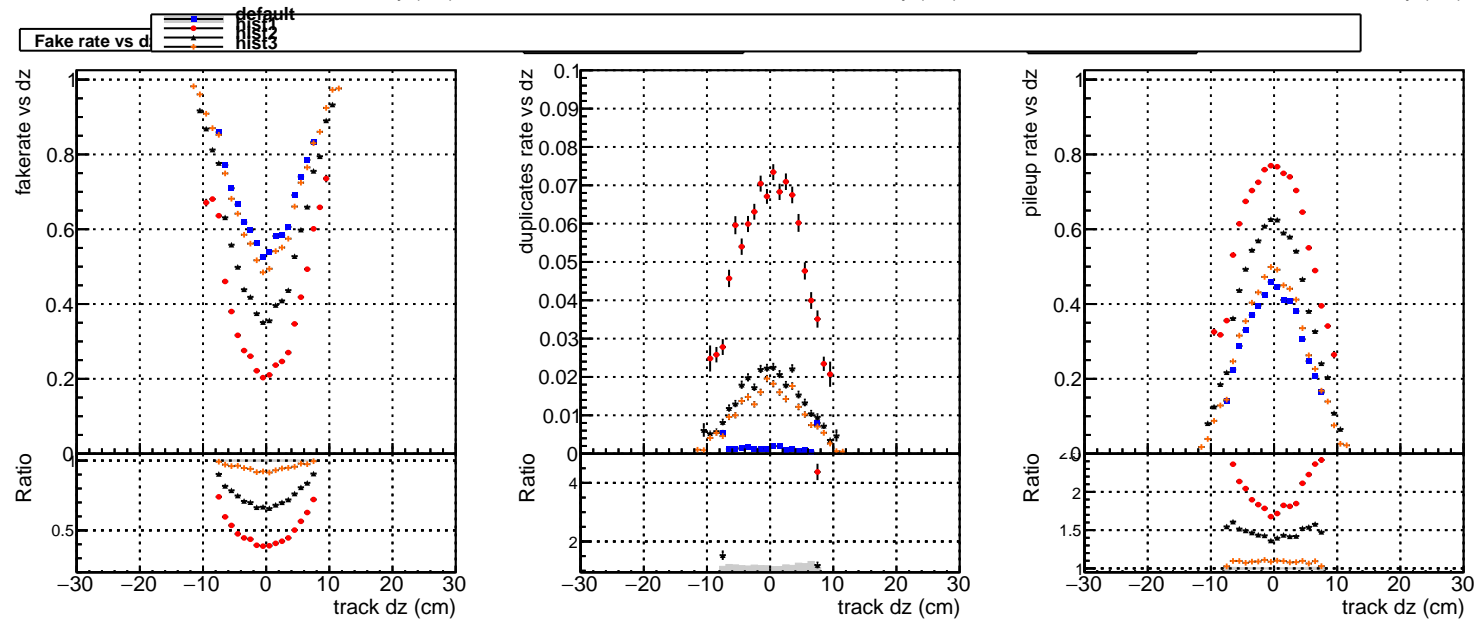 default
hist1
hist2
hist3
Fake rate vs dz
fakerate vs dz
1
0.8
0.6
0.4
0.2
0
Ratio
1
0.5
−30 −20 −10 0 10 20 30
track dz (cm)
duplicates rate vs dz
0.1
0.09
0.08
0.07
0.06
0.05
0.04
0.03
0.02
0.01
0
Ratio
4
2
−30 −20 −10 0 10 20 30
track dz (cm)
pileup rate vs dz
1
0.8
0.6
0.4
0.2
0
Ratio
2
1.5
1
−30 −20 −10 0 10 20 30
track dz (cm)